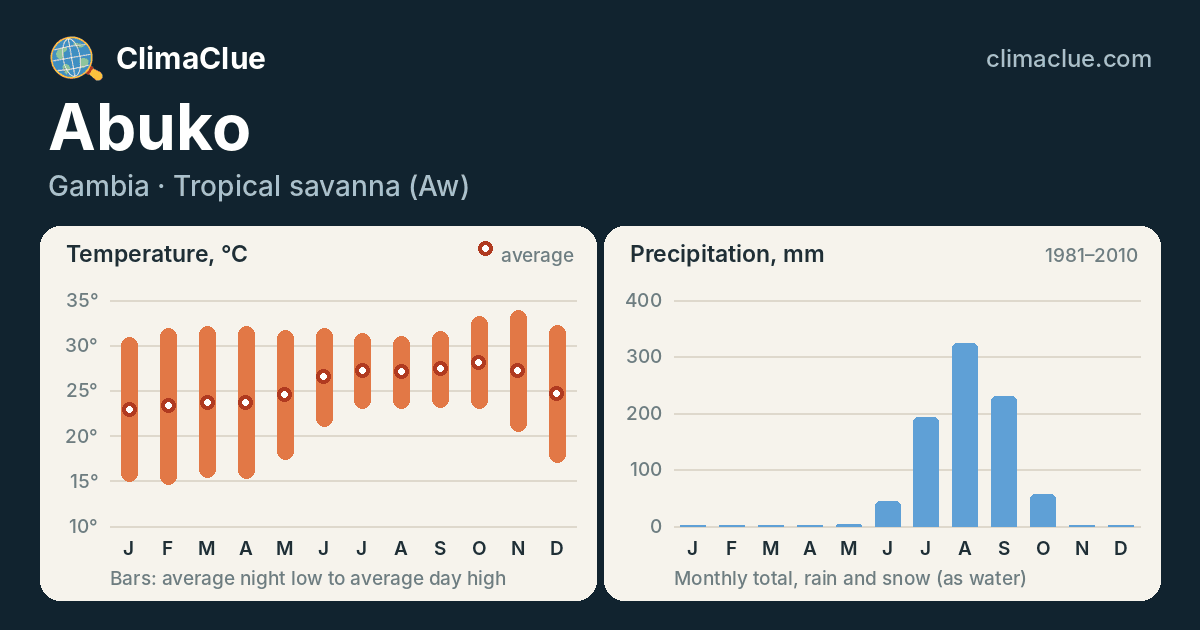 ClimaClue
climaclue.com
Abuko
Gambia · Tropical savanna (Aw)
Temperature, °C
average
35°
30°
25°
20°
15°
10°
J F M A M J J A S O N D
Bars: average night low to average day high
Precipitation, mm
1981–2010
400
300
200
100
0
J F M A M J J A S O N D
Monthly total, rain and snow (as water)